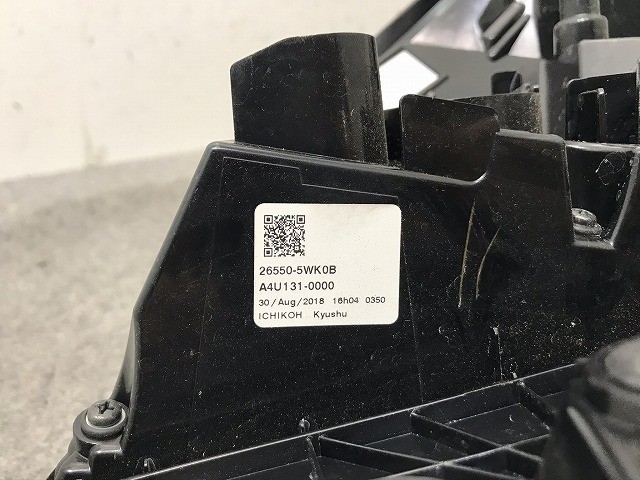 26550-5WK0B
A4U131-0000
30/Aug/2018 16h04 0350
ICHIKOH Kyushu